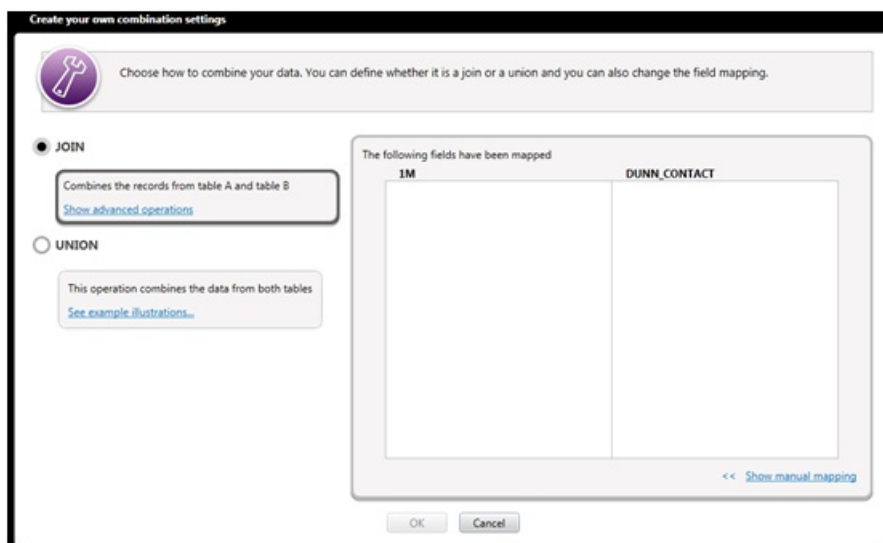 Create your own combination settings
Choose how to combine your data. You can define whether it is a join or a union and you can also change the field mapping.
JOIN
Combines the records from table A and table B
Show advanced operations
UNION
This operation combines the data from both tables
See example illustrations...
The following fields have been mapped
1M DUNN_CONTACT
<< Show manual mapping
OK Cancel